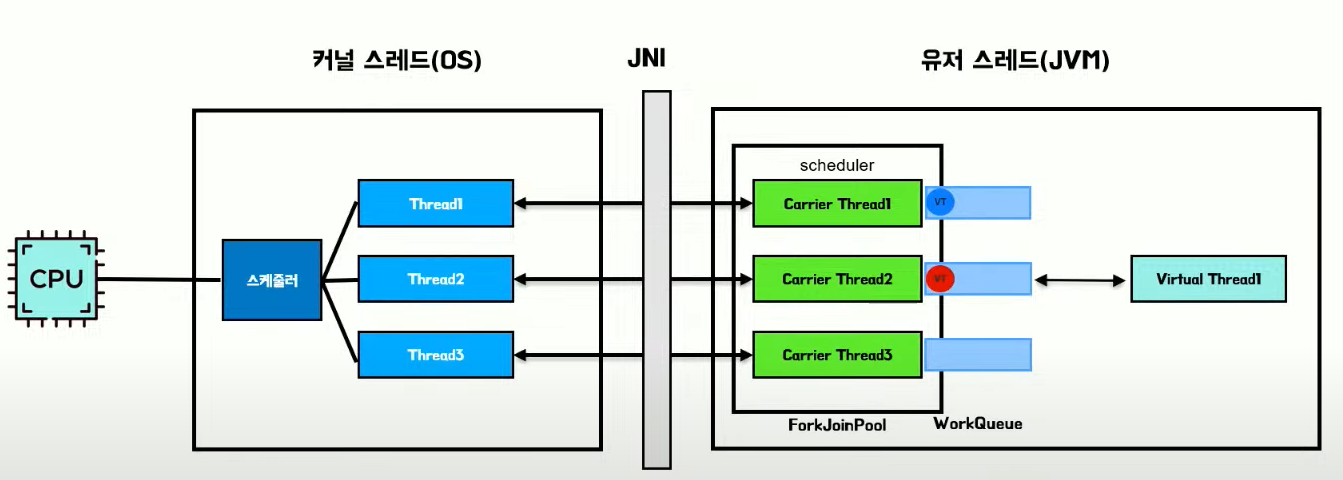 커널 스레드(OS)
JNI
유저 스레드(JVM)
scheduler
Thread1
Carrier Thread1
VT
CPU
스케줄러
Thread2
Carrier Thread2
VT
Virtual Thread1
Thread3
Carrier Thread3
ForkJoinPool
WorkQueue